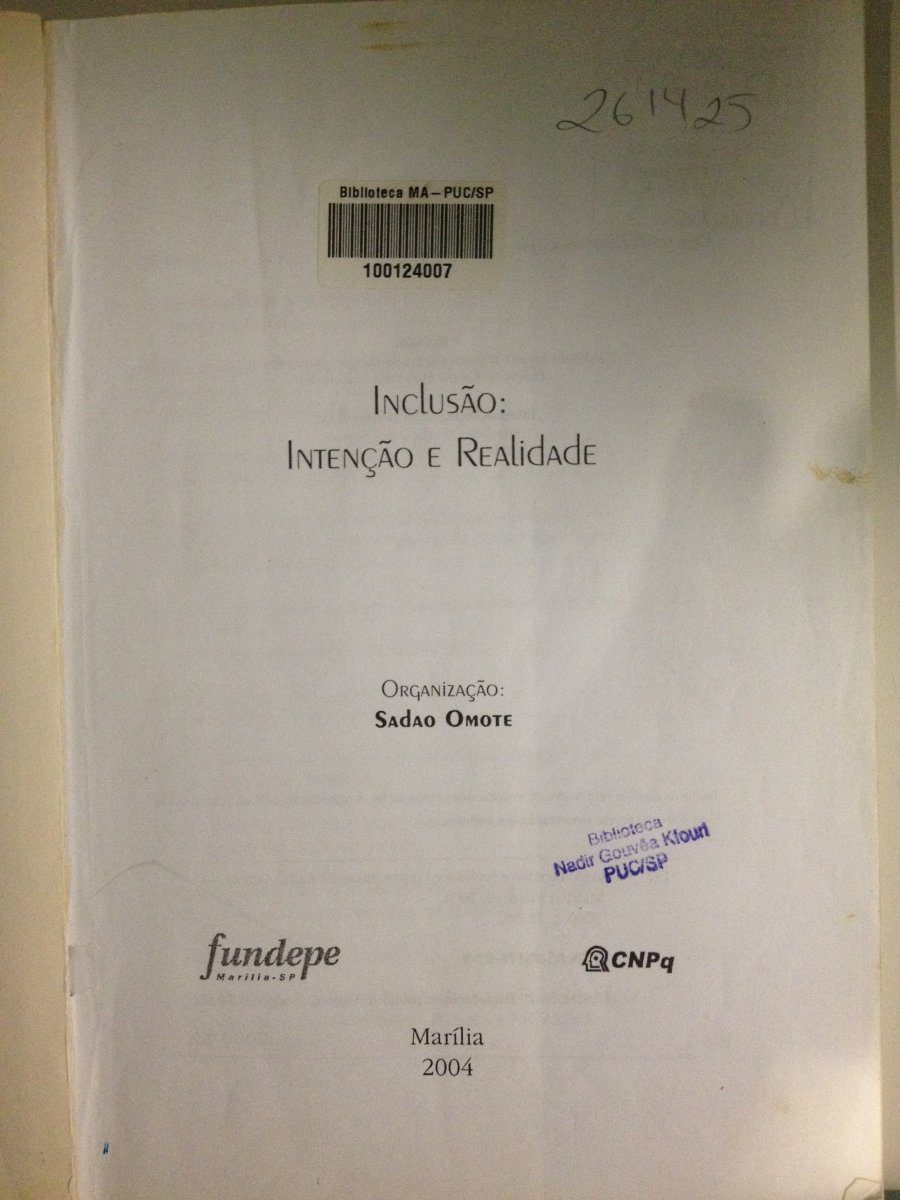 261425
Biblioteca MA–PUC/SP
100124007
Inclusão:
Intenção e Realidade
Organização:
Sadao Omote
Biblioteca
Nadir Gouvêa Kfouri
PUC/SP
fundepe
Marília-SP
CNPq
Marília
2004